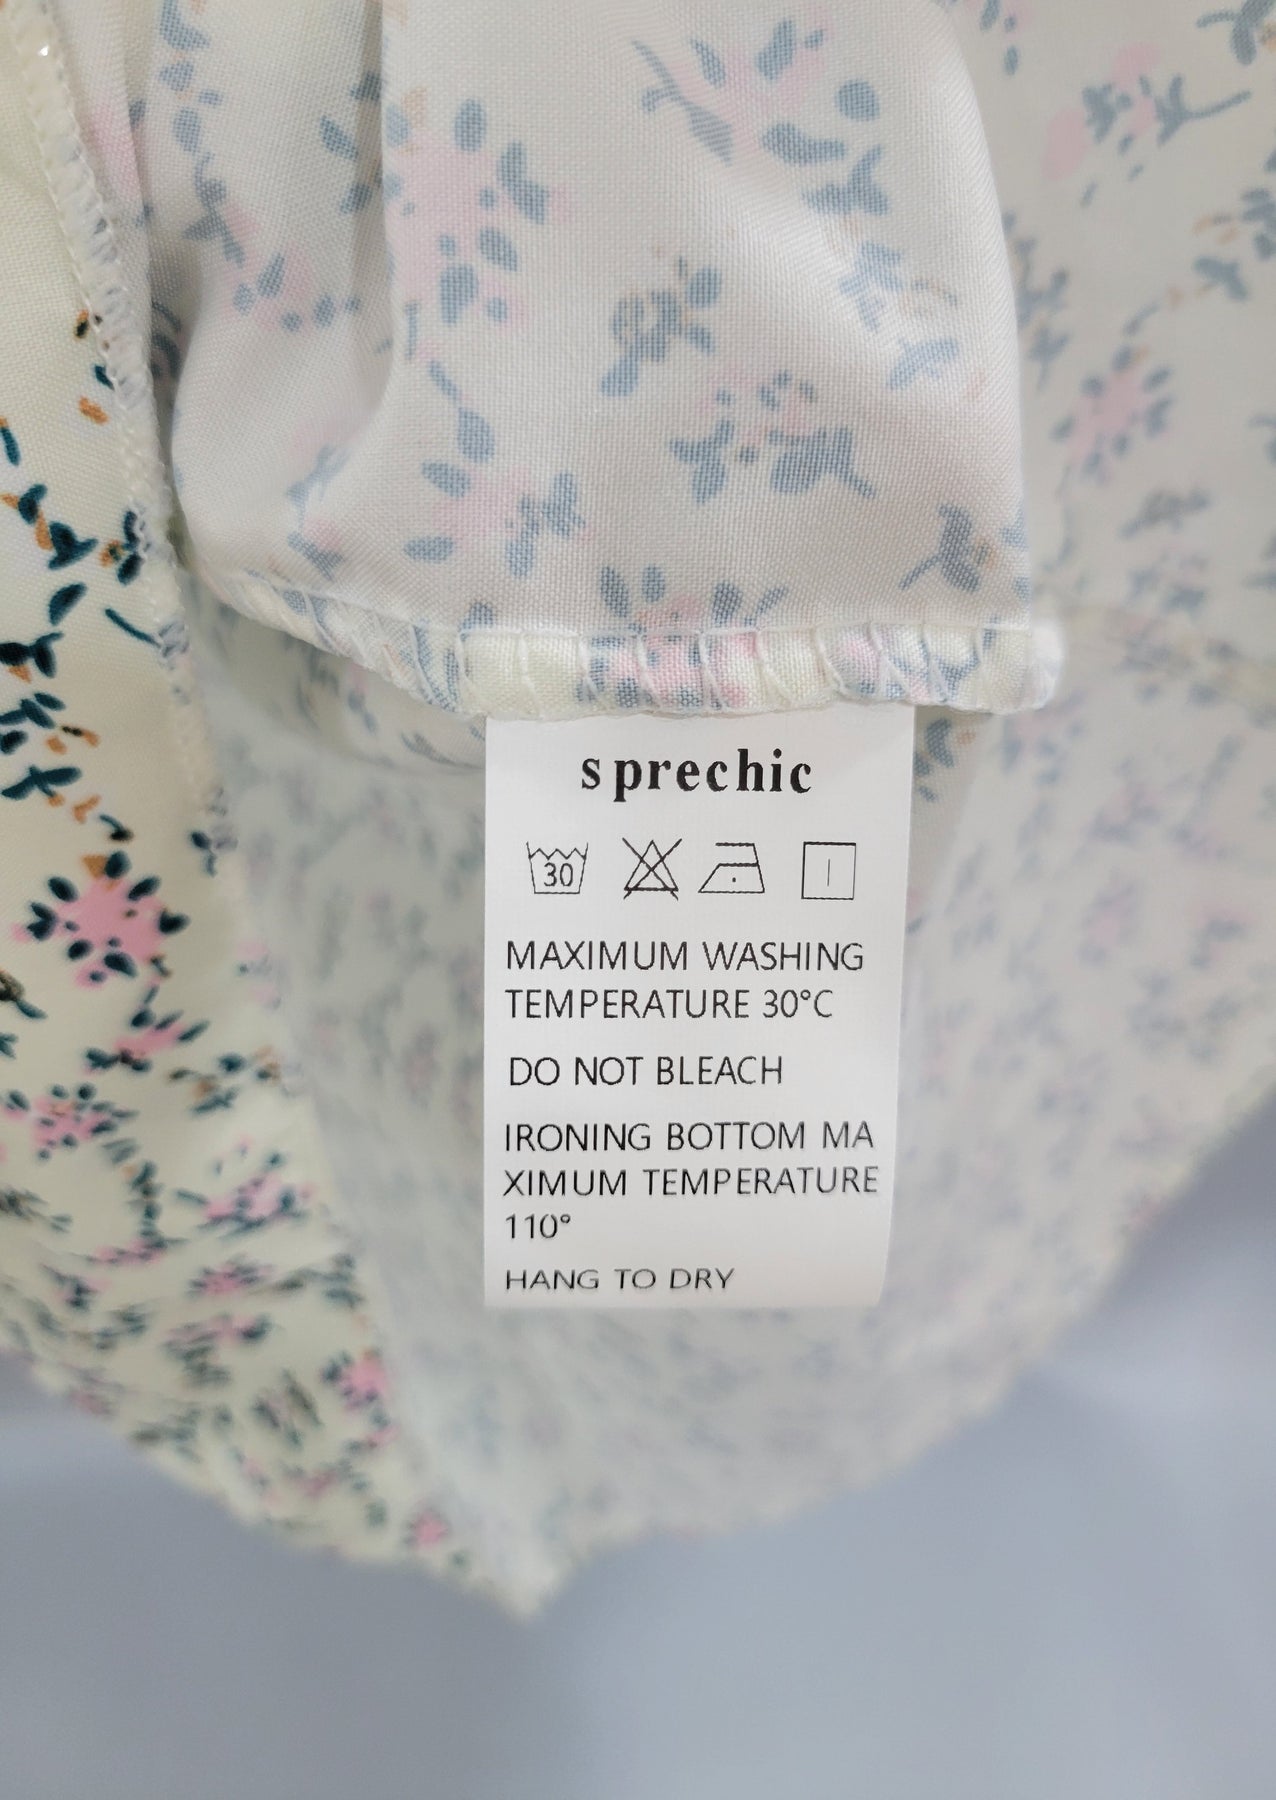 sprechic
30
MAXIMUM WASHING
TEMPERATURE 30°C
DO NOT BLEACH
IRONING BOTTOM MA
XIMUM TEMPERATURE
110°
HANG TO DRY